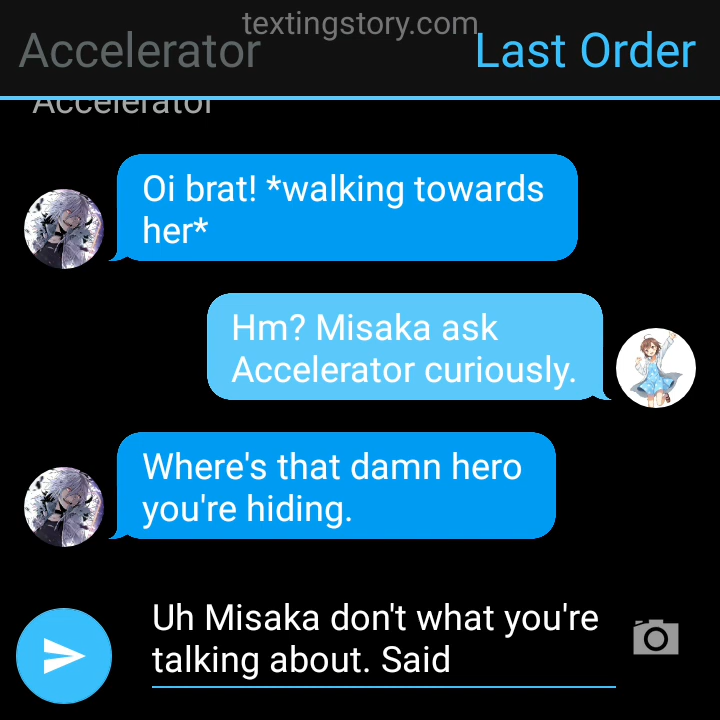 textingstory.com
Accelerator
Last Order
Accelerator
Oi brat! *walking towards
her*
Hm? Misaka ask
Accelerator curiously.
Where's that damn hero
you're hiding.
Uh Misaka don't what you're
talking about. Said